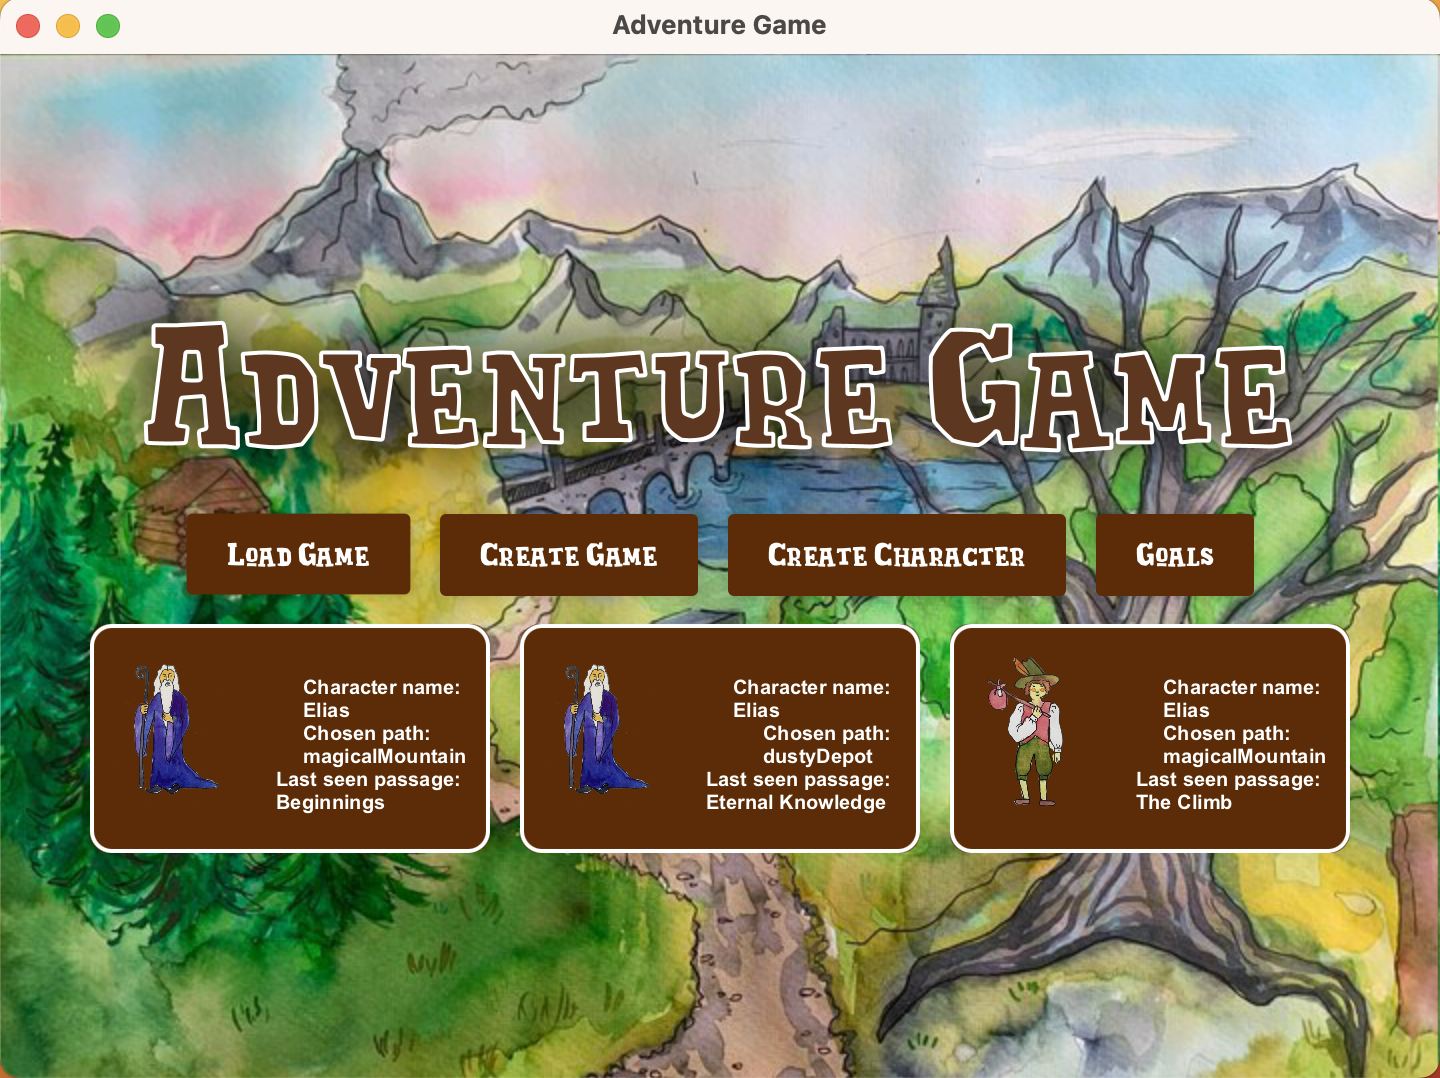 Adventure Game
Adventure Game
Load Game
Create Game
Create Character
Goals
Character name:
Elias
Chosen path:
magicalMountain
Last seen passage:
Beginnings
Character name:
Elias
Chosen path:
dustyDepot
Last seen passage:
Eternal Knowledge
Character name:
Elias
Chosen path:
magicalMountain
Last seen passage:
The Climb